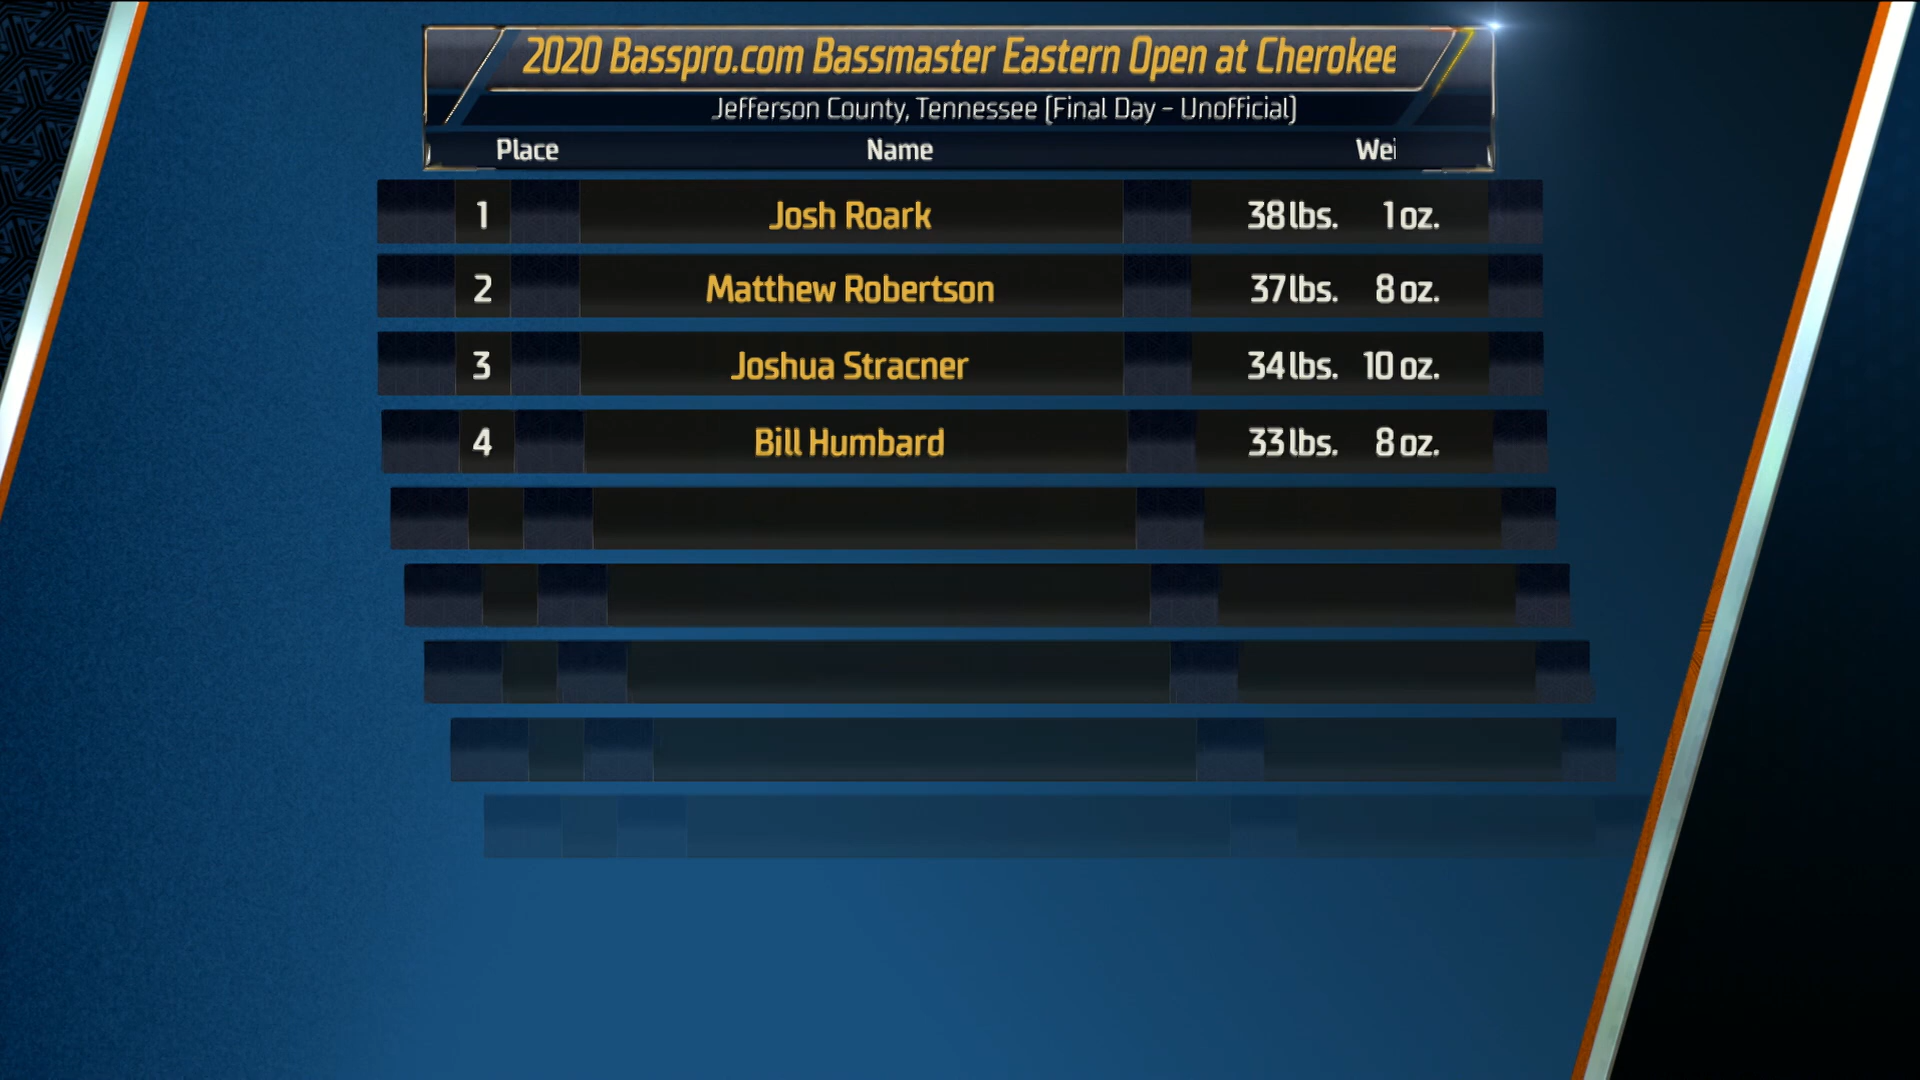 2020 Basspro.com Bassmaster Eastern Open at Cherokee
Jefferson County, Tennessee (Final Day - Unofficial)
Place Name Wei
1 Josh Roark 38 lbs. 1 oz.
2 Matthew Robertson 37 lbs. 8 oz.
3 Joshua Stracner 34 lbs. 10 oz.
4 Bill Humbard 33 lbs. 8 oz.